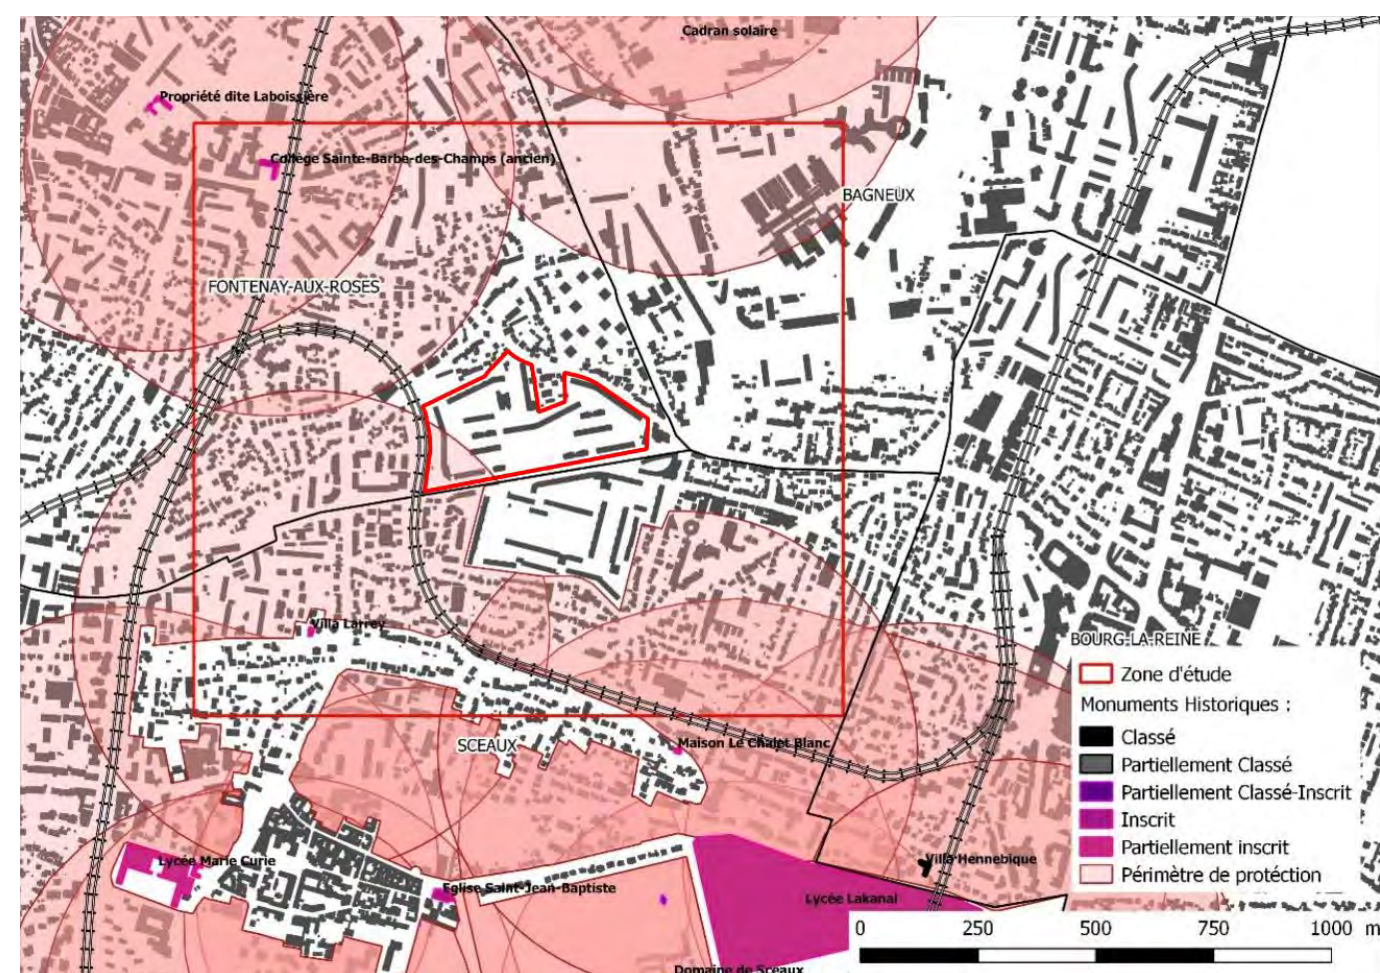 Cadran solaire
Propriété dite Laboissière
Collège Sainte-Barbe-des-Champs (ancien)
BAGNEUX
FONTENAY-AUX-ROSES
Villa Larrey
BOURG-LA-REINE
SCEAUX
Maison Le Chalet Blanc
Lycée Marie Curie
Eglise Saint-Jean-Baptiste
Villa Hennebique
Lycée Lakanal
Domaine de Sceaux
Zone d'étude
Monuments Historiques :
Classé
Partiellement Classé
Partiellement Classé-Inscrit
Inscrit
Partiellement inscrit
Périmètre de protéction
0 250 500 750 1000 m